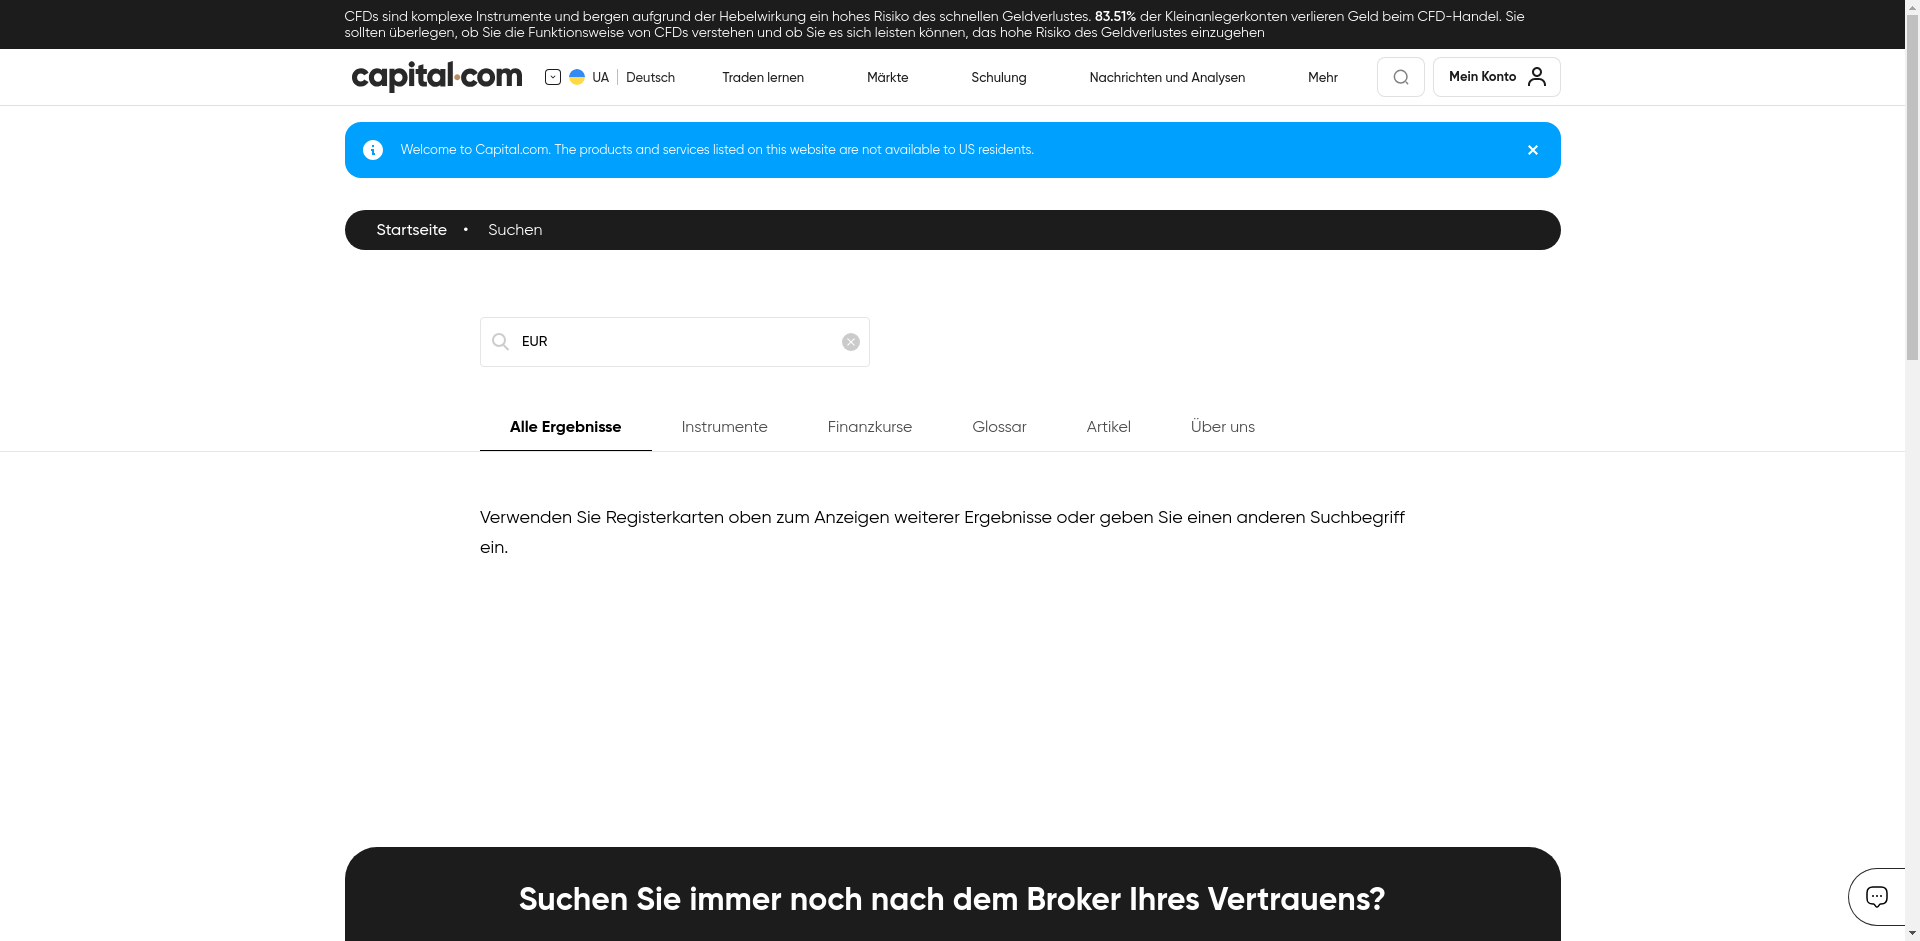 CFDs sind komplexe Instrumente und bergen aufgrund der Hebelwirkung ein hohes Risiko des schnellen Geldverlustes. 83.51% der Kleinanlegerkonten verlieren Geld beim CFD-Handel. Sie
sollten überlegen, ob Sie die Funktionsweise von CFDs verstehen und ob Sie es sich leisten können, das hohe Risiko des Geldverlustes einzugehen
capital.com UA Deutsch Traden lernen Märkte Schulung Nachrichten und Analysen Mehr Mein Konto
Welcome to Capital.com. The products and services listed on this website are not available to US residents.
Startseite • Suchen
EUR
Alle Ergebnisse Instrumente Finanzkurse Glossar Artikel Über uns
Verwenden Sie Registerkarten oben zum Anzeigen weiterer Ergebnisse oder geben Sie einen anderen Suchbegriff
ein.
Suchen Sie immer noch nach dem Broker Ihres Vertrauens?